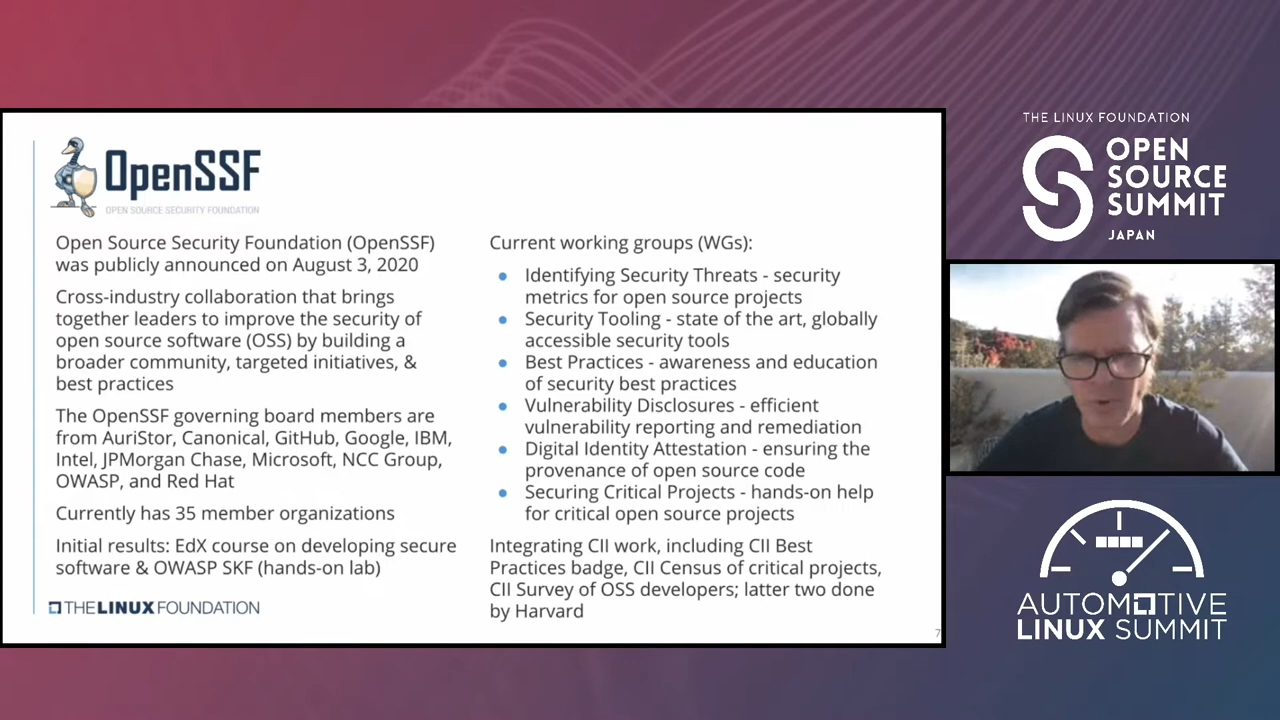 OpenSSF
OPEN SOURCE SECURITY FOUNDATION
Open Source Security Foundation (OpenSSF)
was publicly announced on August 3, 2020
Cross-industry collaboration that brings
together leaders to improve the security of
open source software (OSS) by building a
broader community, targeted initiatives, &
best practices
The OpenSSF governing board members are
from AuriStor, Canonical, GitHub, Google, IBM,
Intel, JPMorgan Chase, Microsoft, NCC Group,
OWASP, and Red Hat
Currently has 35 member organizations
Initial results: EdX course on developing secure
software & OWASP SKF (hands-on lab)
THE LINUX FOUNDATION
Current working groups (WGs):
● Identifying Security Threats - security
metrics for open source projects
● Security Tooling - state of the art, globally
accessible security tools
● Best Practices - awareness and education
of security best practices
● Vulnerability Disclosures - efficient
vulnerability reporting and remediation
● Digital Identity Attestation - ensuring the
provenance of open source code
● Securing Critical Projects - hands-on help
for critical open source projects
Integrating CII work, including CII Best
Practices badge, CII Census of critical projects,
CII Survey of OSS developers; latter two done
by Harvard
7
THE LINUX FOUNDATION
OPEN
SOURCE
SUMMIT
JAPAN
AUTOMOTIVE
LINUX SUMMIT